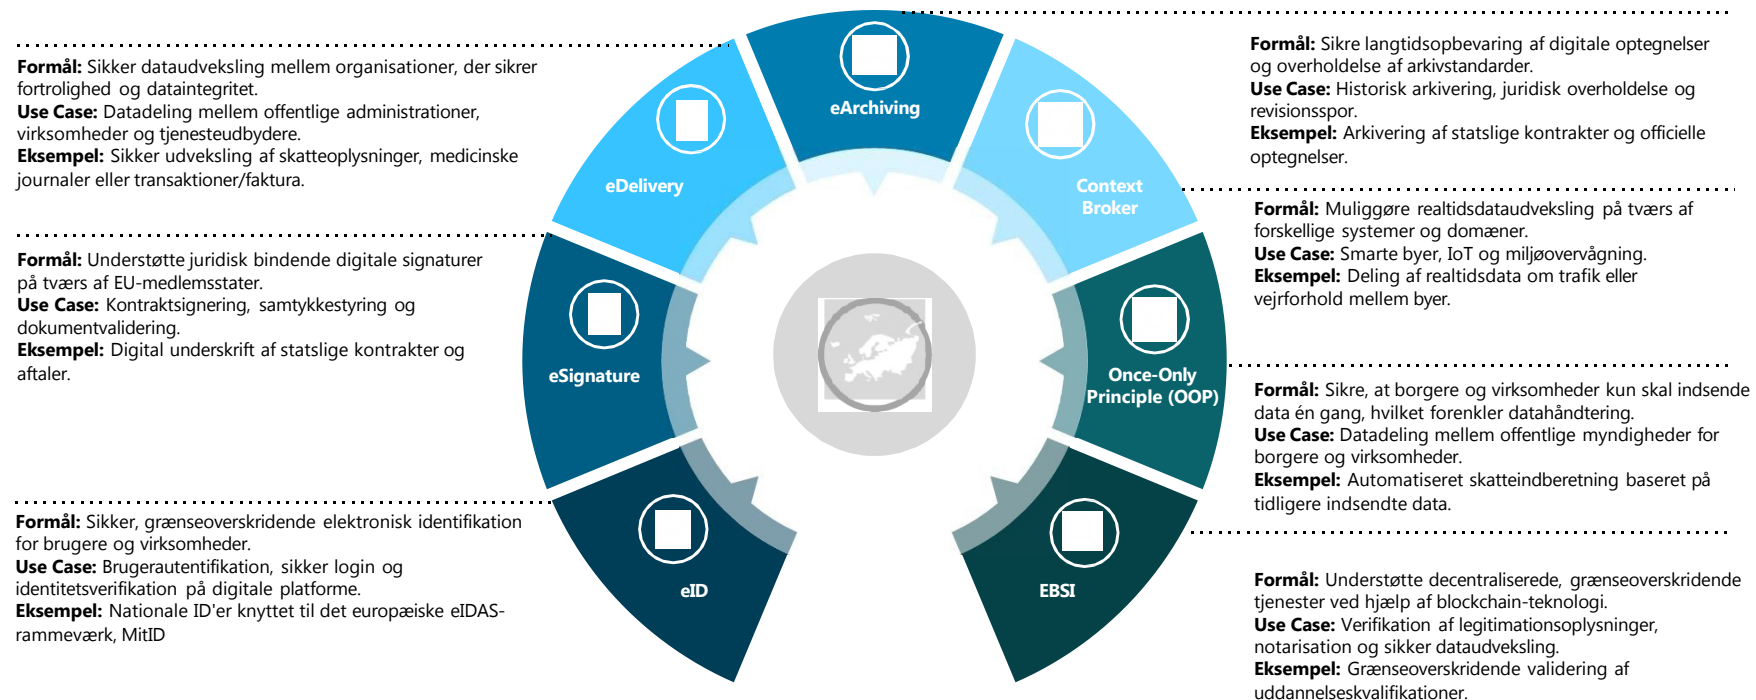 Formål: Sikker dataudveksling mellem organisationer, der sikrer
fortrolighed og dataintegritet.
Use Case: Datadeling mellem offentlige administrationer,
virksomheder og tjenesteudbydere.
Eksempel: Sikker udveksling af skatteoplysninger, medicinske
journaler eller transaktioner/faktura.
Formål: Understøtte juridisk bindende digitale signaturer
på tværs af EU-medlemsstater.
Use Case: Kontraktsignering, samtykkestyring og
dokumentvalidering.
Eksempel: Digital underskrift af statslige kontrakter og
aftaler.
Formål: Sikker, grænseoverskridende elektronisk identifikation
for brugere og virksomheder.
Use Case: Brugerautentifikation, sikker login og
identitetsverifikation på digitale platforme.
Eksempel: Nationale ID'er knyttet til det europæiske eIDAS-
rammeværk, MitID
eArchiving
eDelivery
Context
Broker
eSignature
Once-Only
Principle (OOP)
eID
EBSI
Formål: Sikre langtidsopbevaring af digitale optegnelser
og overholdelse af arkivstandarder.
Use Case: Historisk arkivering, juridisk overholdelse og
revisionsspor.
Eksempel: Arkivering af statslige kontrakter og officielle
optegnelser.
Formål: Muliggøre realtidsdataudveksling på tværs af
forskellige systemer og domæner.
Use Case: Smarte byer, IoT og miljøovervågning.
Eksempel: Deling af realtidsdata om trafik eller
vejrforhold mellem byer.
Formål: Sikre, at borgere og virksomheder kun skal indsende
data én gang, hvilket forenkler datahåndtering.
Use Case: Datadeling mellem offentlige myndigheder for
borgere og virksomheder.
Eksempel: Automatiseret skatteindberetning baseret på
tidligere indsendte data.
Formål: Understøtte decentraliserede, grænseoverskridende
tjenester ved hjælp af blockchain-teknologi.
Use Case: Verifikation af legitimationsoplysninger,
notarisation og sikker dataudveksling.
Eksempel: Grænseoverskridende validering af
uddannelseskvalifikationer.